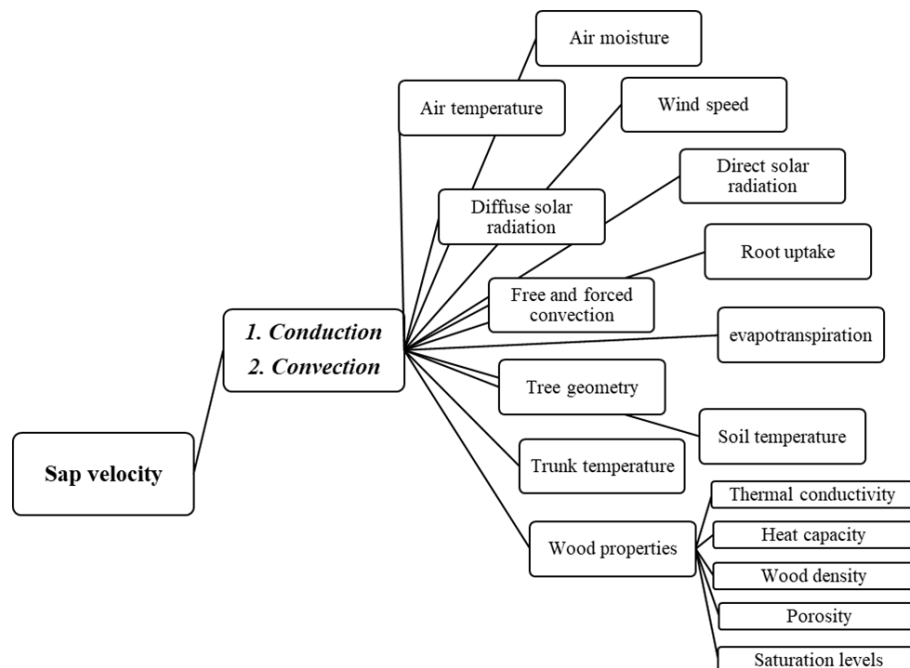 Air moisture
Air temperature
Wind speed
Direct solar
radiation
Diffuse solar
radiation
Root uptake
Free and forced
convection
1. Conduction
2. Convection
evapotranspiration
Tree geometry
Soil temperature
Sap velocity
Trunk temperature
Thermal conductivity
Heat capacity
Wood properties
Wood density
Porosity
Saturation levels